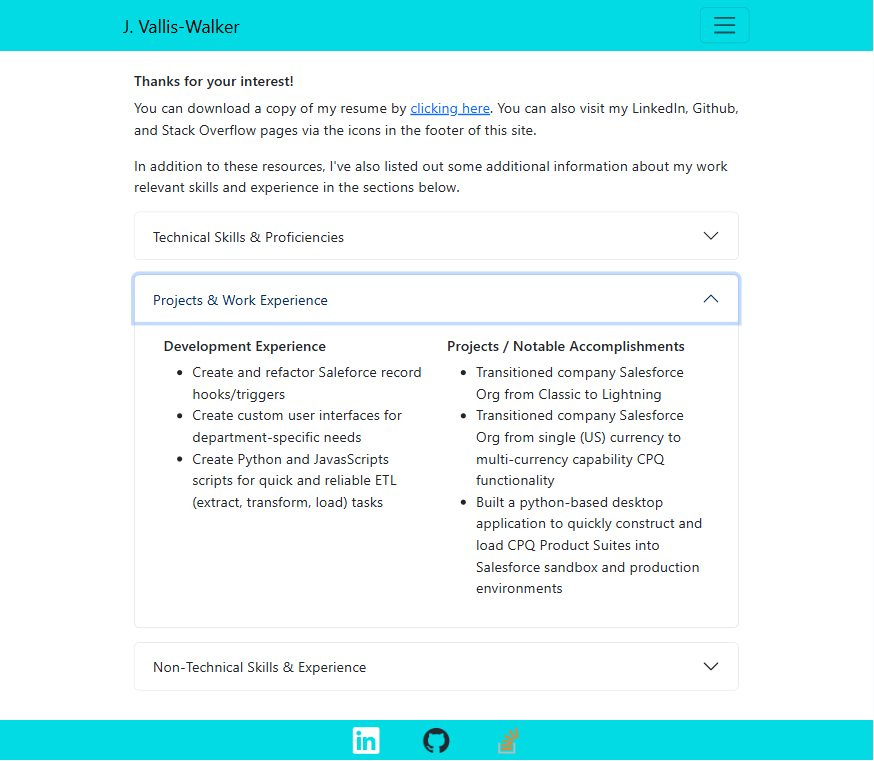 J. Vallis-Walker
Thanks for your interest!
You can download a copy of my resume by clicking here. You can also visit my LinkedIn, Github,
and Stack Overflow pages via the icons in the footer of this site.
In addition to these resources, I've also listed out some additional information about my work
relevant skills and experience in the sections below.
Technical Skills & Proficiencies
Projects & Work Experience
Development Experience
Create and refactor Saleforce record
hooks/triggers
Create custom user interfaces for
department-specific needs
Create Python and JavasScripts
scripts for quick and reliable ETL
(extract, transform, load) tasks
Projects / Notable Accomplishments
Transitioned company Salesforce
Org from Classic to Lightning
Transitioned company Salesforce
Org from single (US) currency to
multi-currency capability CPQ
functionality
Built a python-based desktop
application to quickly construct and
load CPQ Product Suites into
Salesforce sandbox and production
environments
Non-Technical Skills & Experience
in